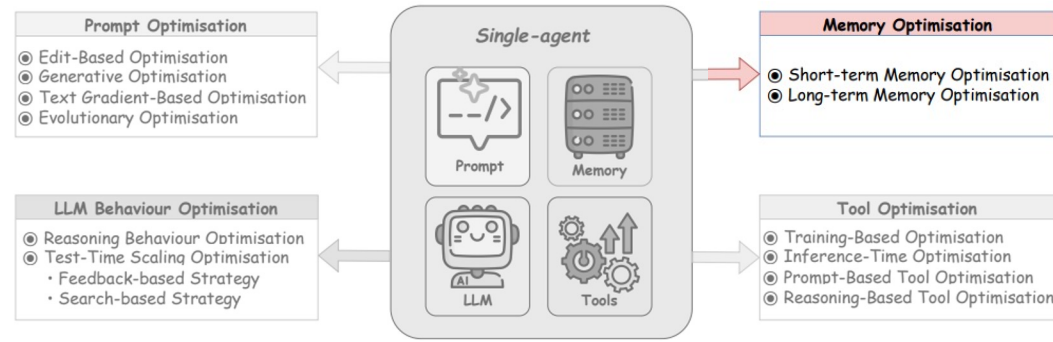 Prompt Optimisation
Edit-Based Optimisation
Generative Optimisation
Text Gradient-Based Optimisation
Evolutionary Optimisation
LLM Behaviour Optimisation
Reasoning Behaviour Optimisation
Test-Time Scaling Optimisation
· Feedback-based Strategy
· Search-based Strategy
Single-agent
--/>
Prompt
Memory
AI
LLM
Tools
Memory Optimisation
Short-term Memory Optimisation
Long-term Memory Optimisation
Tool Optimisation
Training-Based Optimisation
Inference-Time Optimisation
Prompt-Based Tool Optimisation
Reasoning-Based Tool Optimisation